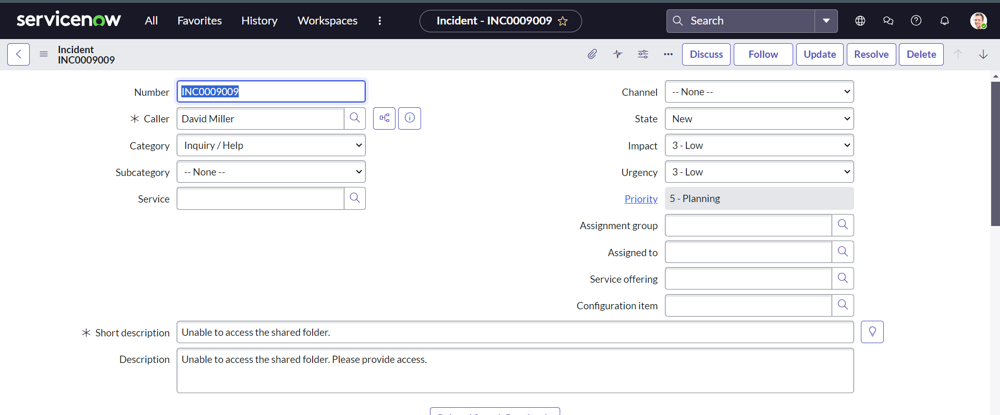 servicenow All Favorites History Workspaces Incident - INC0009009 Search
Incident
INC0009009
Discuss Follow Update Resolve Delete
Number INC0009009
Channel -- None --
Caller David Miller
State New
Category Inquiry / Help
Impact 3 - Low
Subcategory -- None --
Urgency 3 - Low
Service
Priority 5 - Planning
Assignment group
Assigned to
Service offering
Configuration item
Short description Unable to access the shared folder.
Description Unable to access the shared folder. Please provide access.